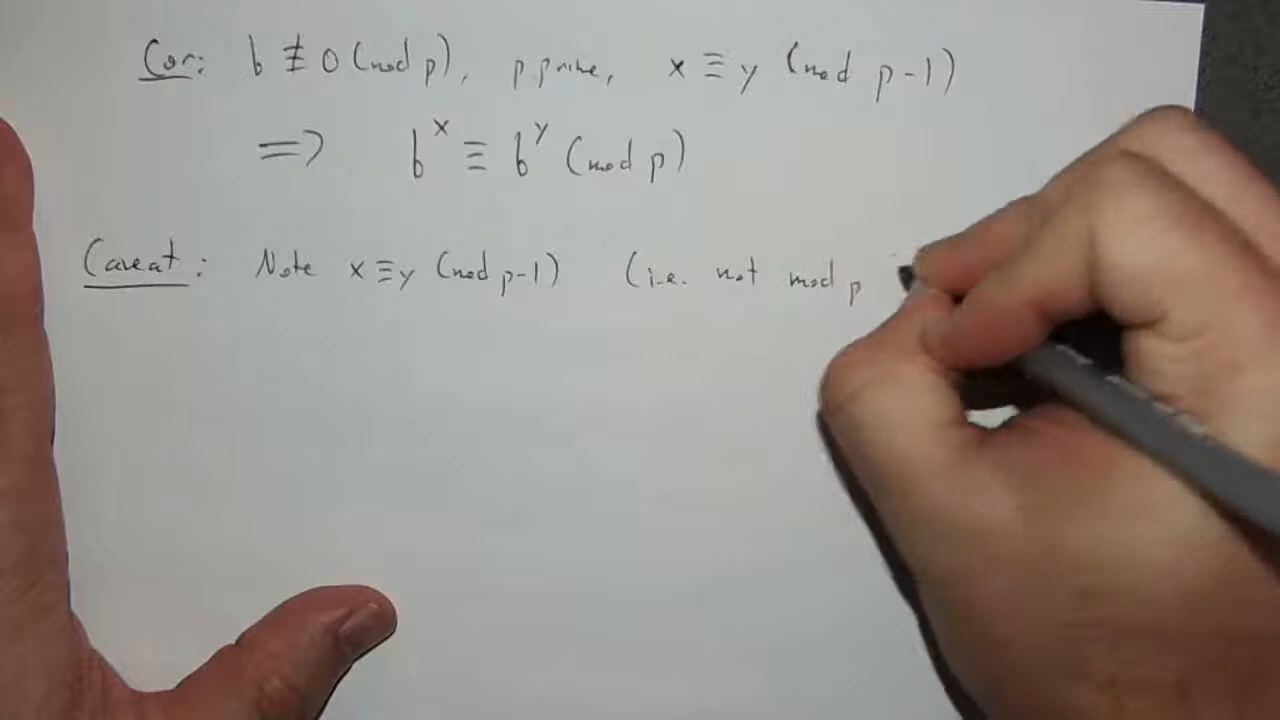 Cor: b ≢ 0 (mod p), p prime, x ≡ y (mod p-1)
=> b^x ≡ b^y (mod p)
Caveat: Note x ≡ y (mod p-1) (i.e. not mod p